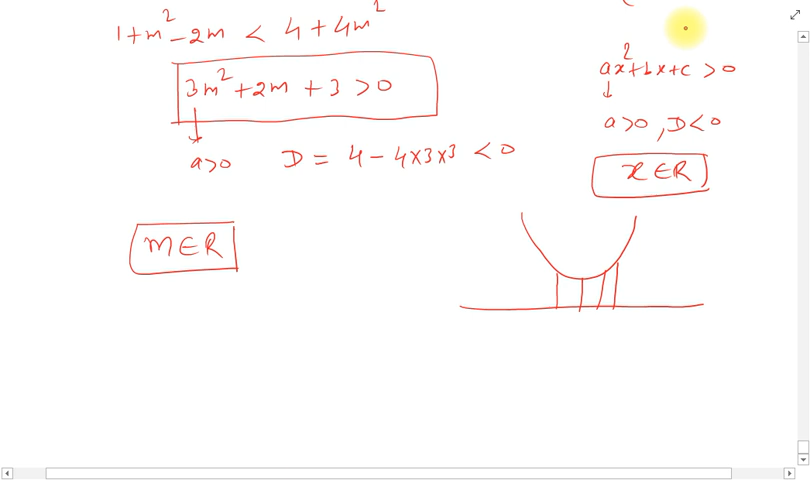 1+m²-2m < 4+4m²
3m²+2m+3>0
a>0 D = 4-4×3×3 <0
m∈R
ax²+bx+c >0
a>0, D<0
x∈R